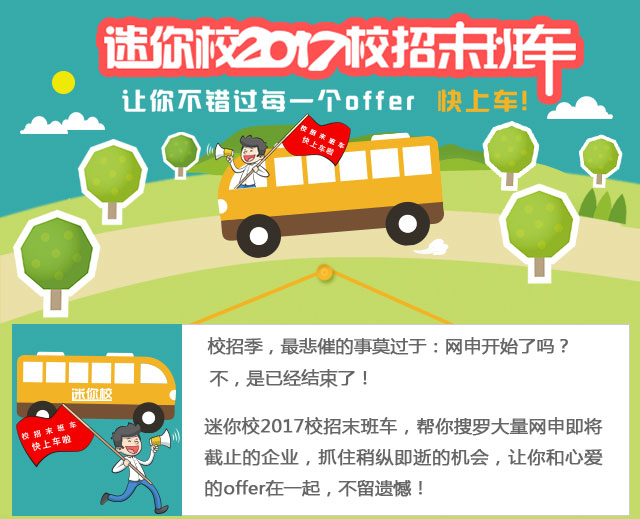 迷你校2017校招末班车
让你不错过每一个offer 快上车!
校招末班车
快上车啦
校招季，最悲催的事莫过于：网申开始了吗？
不，是已经结束了！
迷你校
校招末班车
快上车啦
迷你校2017校招末班车，帮你搜罗大量网申即将
截止的企业，抓住稍纵即逝的机会，让你和心爱
的offer在一起，不留遗憾！